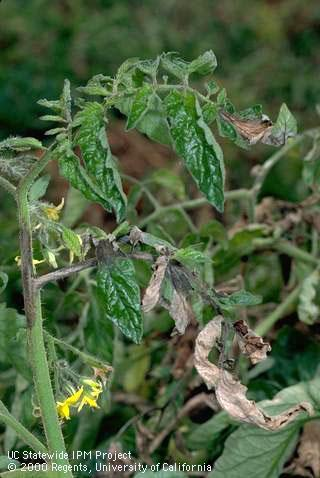 UC Statewide IPM Project
© 2000 Regents, University of California